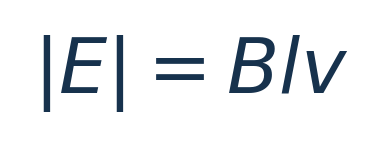 |E| = Blv